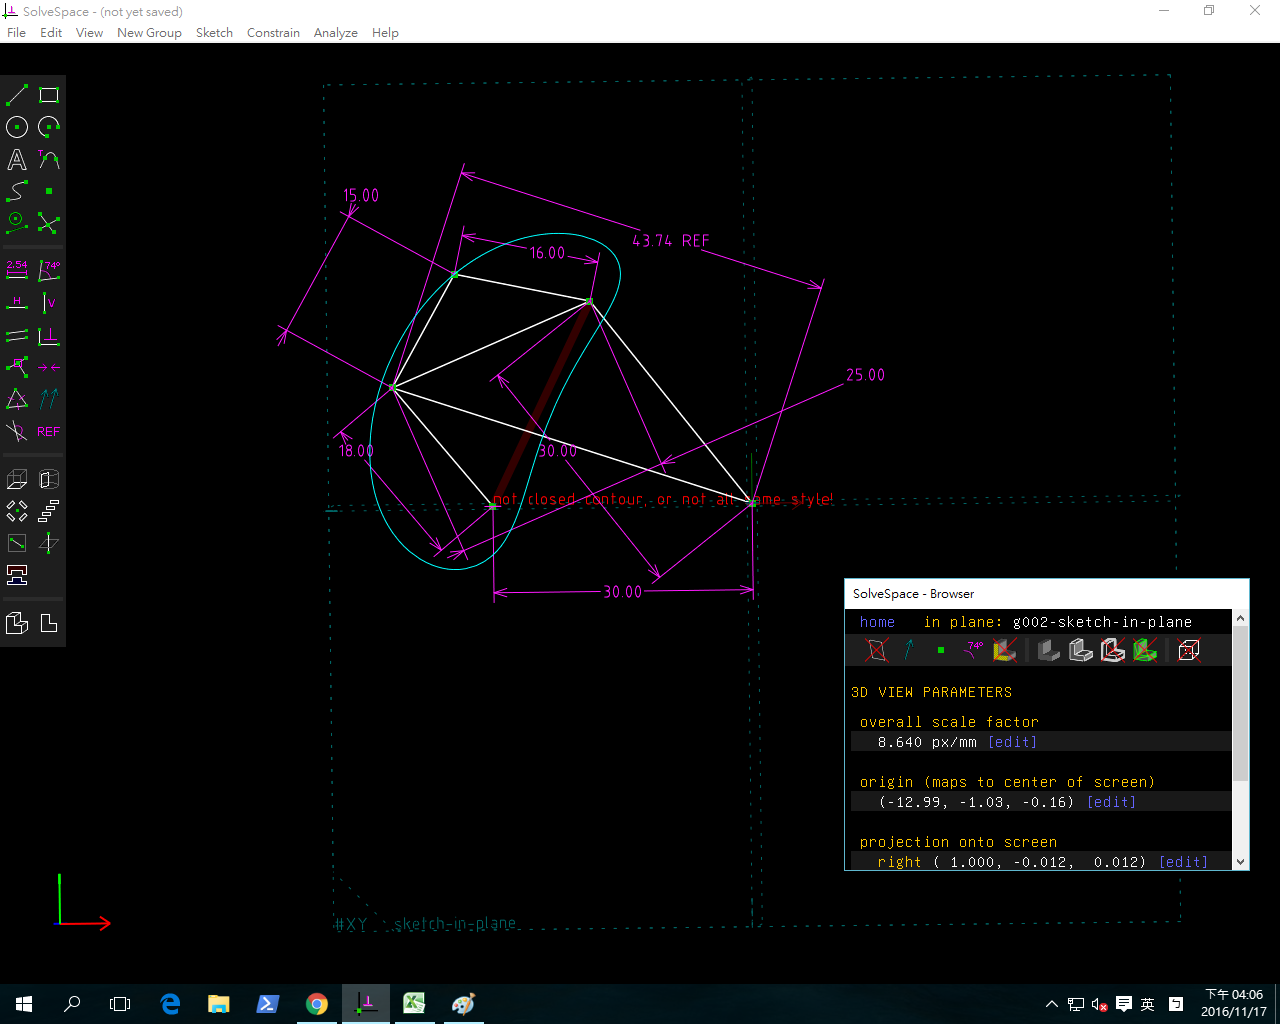 SolveSpace - (not yet saved)
File Edit View New Group Sketch Constrain Analyze Help
A
T
2.54 74°
H V
REF
15.00
43.74 REF
16.00
25.00
18.00
30.00
not closed contour, or not all same style!
30.00
SolveSpace - Browser
home in plane: g002-sketch-in-plane
74°
3D VIEW PARAMETERS
overall scale factor
8.640 px/mm [edit]
origin (maps to center of screen)
(-12.99, -1.03, -0.16) [edit]
projection onto screen
right ( 1.000, -0.012, 0.012) [edit]
#XY sketch-in-plane
英
下午 04:06
2016/11/17